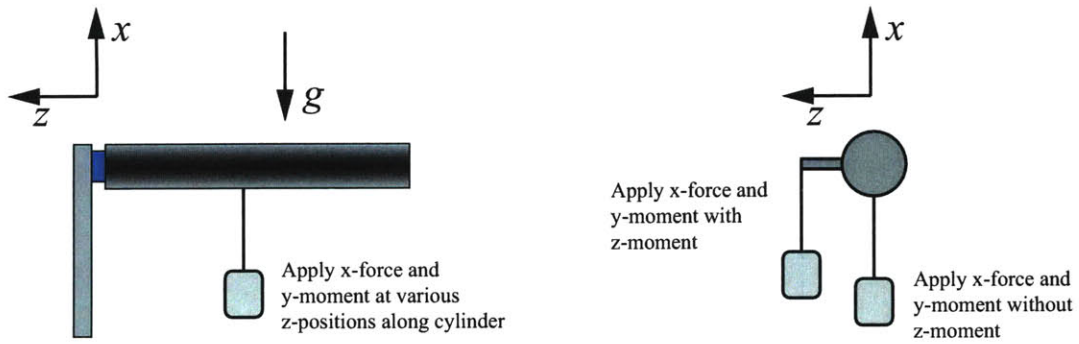 x
z
g
Apply x-force and
y-moment at various
z-positions along cylinder
x
z
Apply x-force and
y-moment with
z-moment
Apply x-force and
y-moment without
z-moment